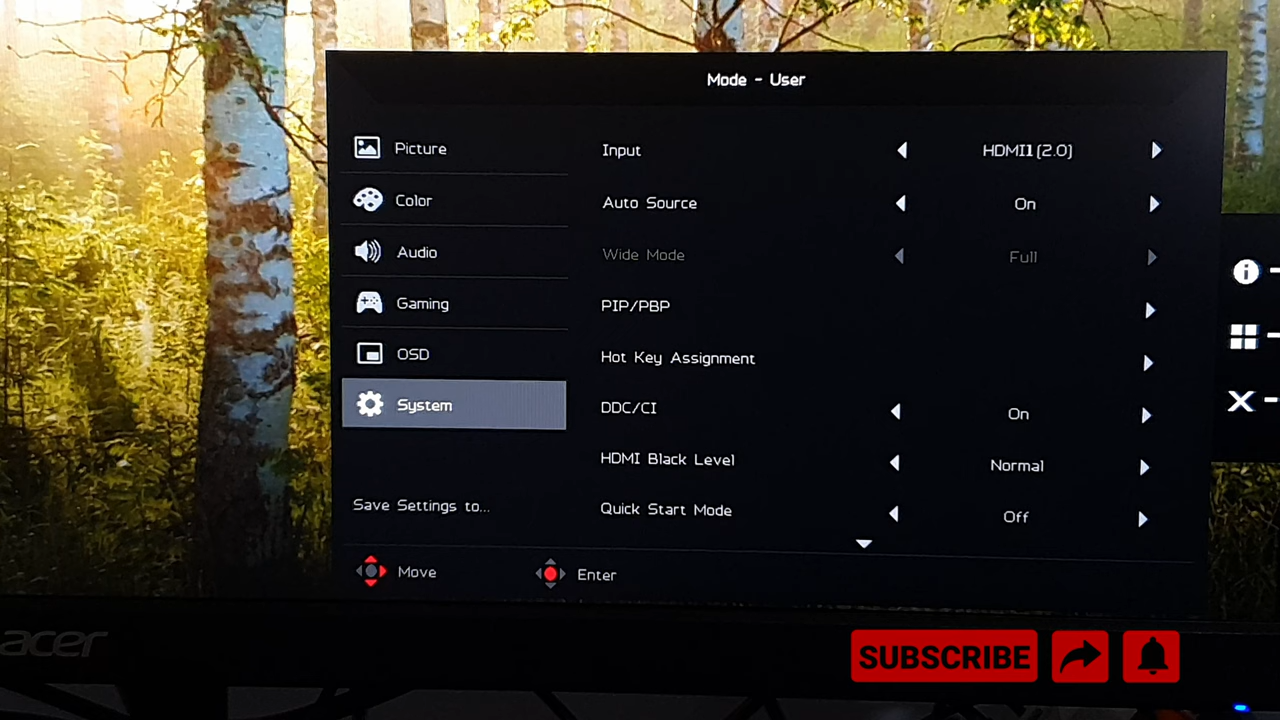 Mode - User
Picture
Color
Audio
Gaming
OSD
System
Save Settings to...
Input HDMI1(2.0)
Auto Source On
Wide Mode Full
PIP/PBP
Hot Key Assignment
DDC/CI On
HDMI Black Level Normal
Quick Start Mode Off
Move Enter
acer
SUBSCRIBE